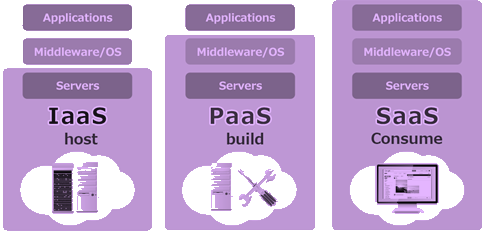 Applications
Middleware/OS
Servers
IaaS
host
Applications
Middleware/OS
Servers
PaaS
build
Applications
Middleware/OS
Servers
SaaS
Consume